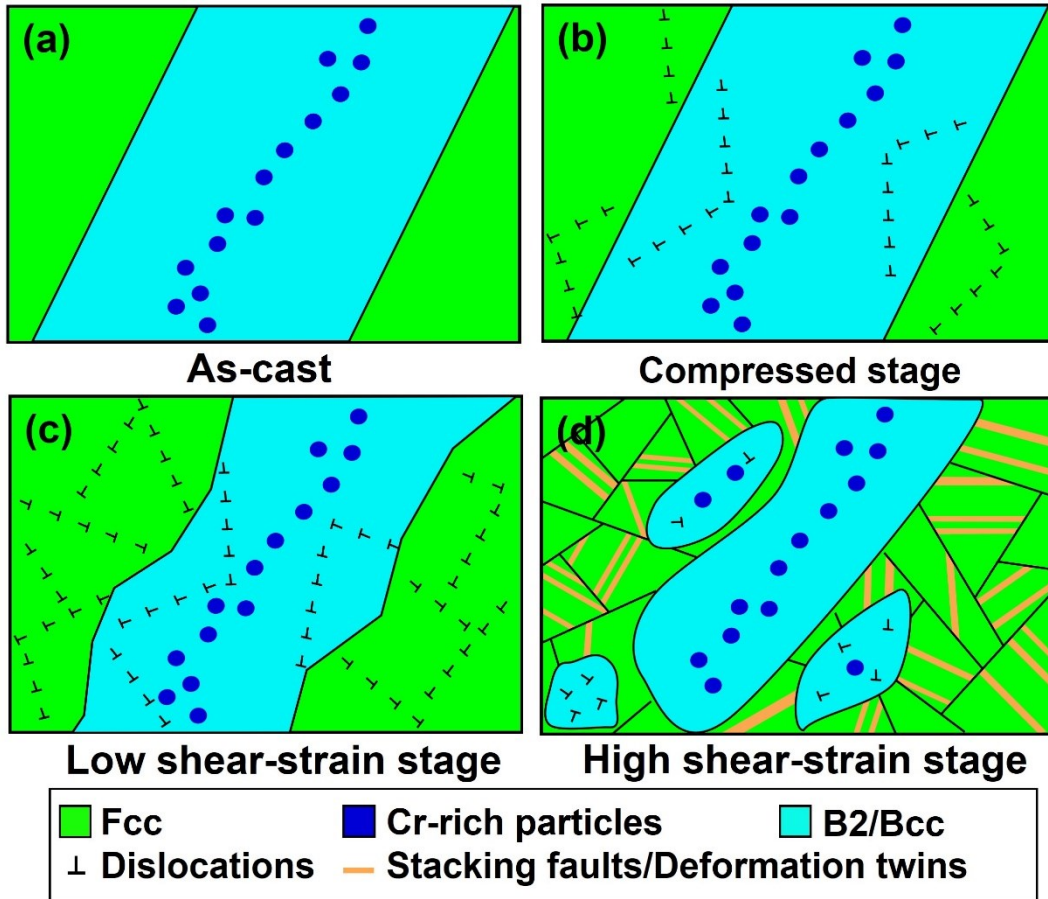 (a)
(b)
As-cast
Compressed stage
(c)
(d)
Low shear-strain stage
High shear-strain stage
Fcc
Cr-rich particles
B2/Bcc
Dislocations
Stacking faults/Deformation twins